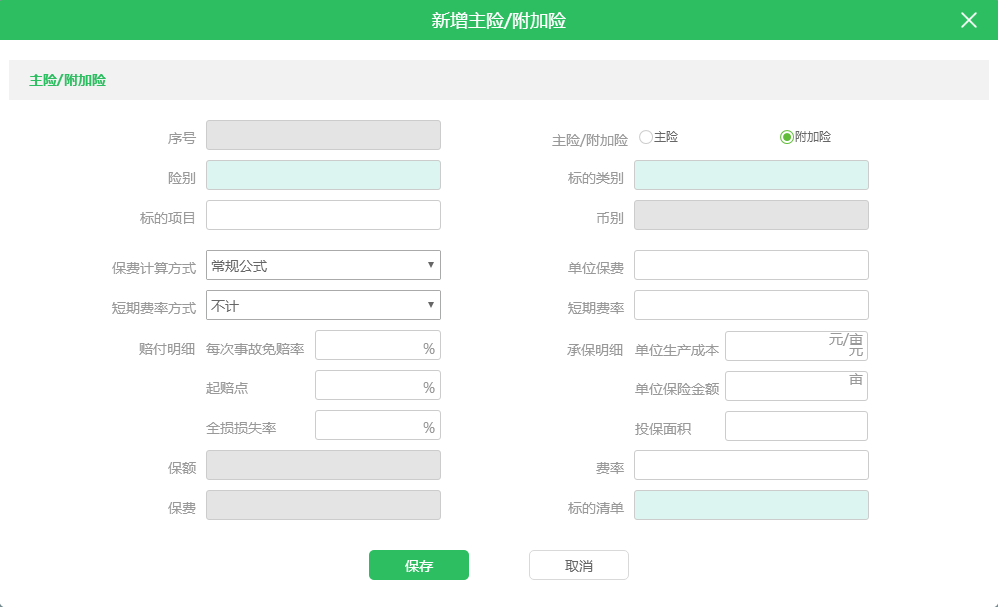 新增主险/附加险
主险/附加险
序号
主险/附加险 主险 附加险
险别
标的类别
标的项目
币别
保费计算方式 常规公式
单位保费
短期费率方式 不计
短期费率
赔付明细 每次事故免赔率 %
承保明细 单位生产成本 元/亩
元
起赔点 %
单位保险金额 亩
全损损失率 %
投保面积
保额
费率
保费
标的清单
保存 取消